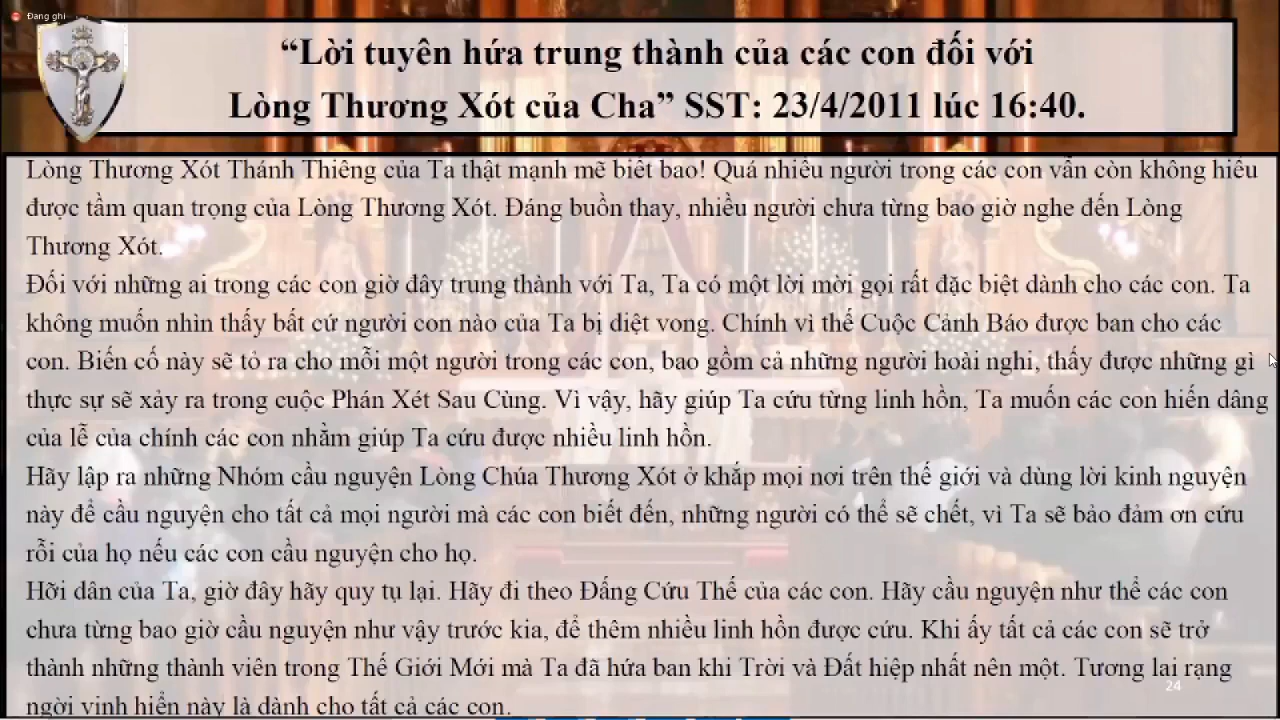 Đang ghi
“Lời tuyên hứa trung thành của các con đối với
Lòng Thương Xót của Cha” SST: 23/4/2011 lúc 16:40.
Lòng Thương Xót Thánh Thiêng của Ta thật mạnh mẽ biết bao! Quá nhiều người trong các con vẫn còn không hiểu
được tầm quan trọng của Lòng Thương Xót. Đáng buồn thay, nhiều người chưa từng bao giờ nghe đến Lòng
Thương Xót.
Đối với những ai trong các con giờ đây trung thành với Ta, Ta có một lời mời gọi rất đặc biệt dành cho các con. Ta
không muốn nhìn thấy bất cứ người con nào của Ta bị diệt vong. Chính vì thế Cuộc Cảnh Báo được ban cho các
con. Biến cố này sẽ tỏ ra cho mỗi một người trong các con, bao gồm cả những người hoài nghi, thấy được những gì
thực sự sẽ xảy ra trong cuộc Phán Xét Sau Cùng. Vì vậy, hãy giúp Ta cứu từng linh hồn, Ta muốn các con hiến dâng
của lễ của chính các con nhằm giúp Ta cứu được nhiều linh hồn.
Hãy lập ra những Nhóm cầu nguyện Lòng Chúa Thương Xót ở khắp mọi nơi trên thế giới và dùng lời kinh nguyện
này để cầu nguyện cho tất cả mọi người mà các con biết đến, những người có thể sẽ chết, vì Ta sẽ bảo đảm ơn cứu
rỗi của họ nếu các con cầu nguyện cho họ.
Hỡi dân của Ta, giờ đây hãy quy tụ lại. Hãy đi theo Đấng Cứu Thế của các con. Hãy cầu nguyện như thể các con
chưa từng bao giờ cầu nguyện như vậy trước kia, để thêm nhiều linh hồn được cứu. Khi ấy tất cả các con sẽ trở
thành những thành viên trong Thế Giới Mới mà Ta đã hứa ban khi Trời và Đất hiệp nhất nên một. Tương lai rạng
ngời vinh hiển này là dành cho tất cả các con.
24